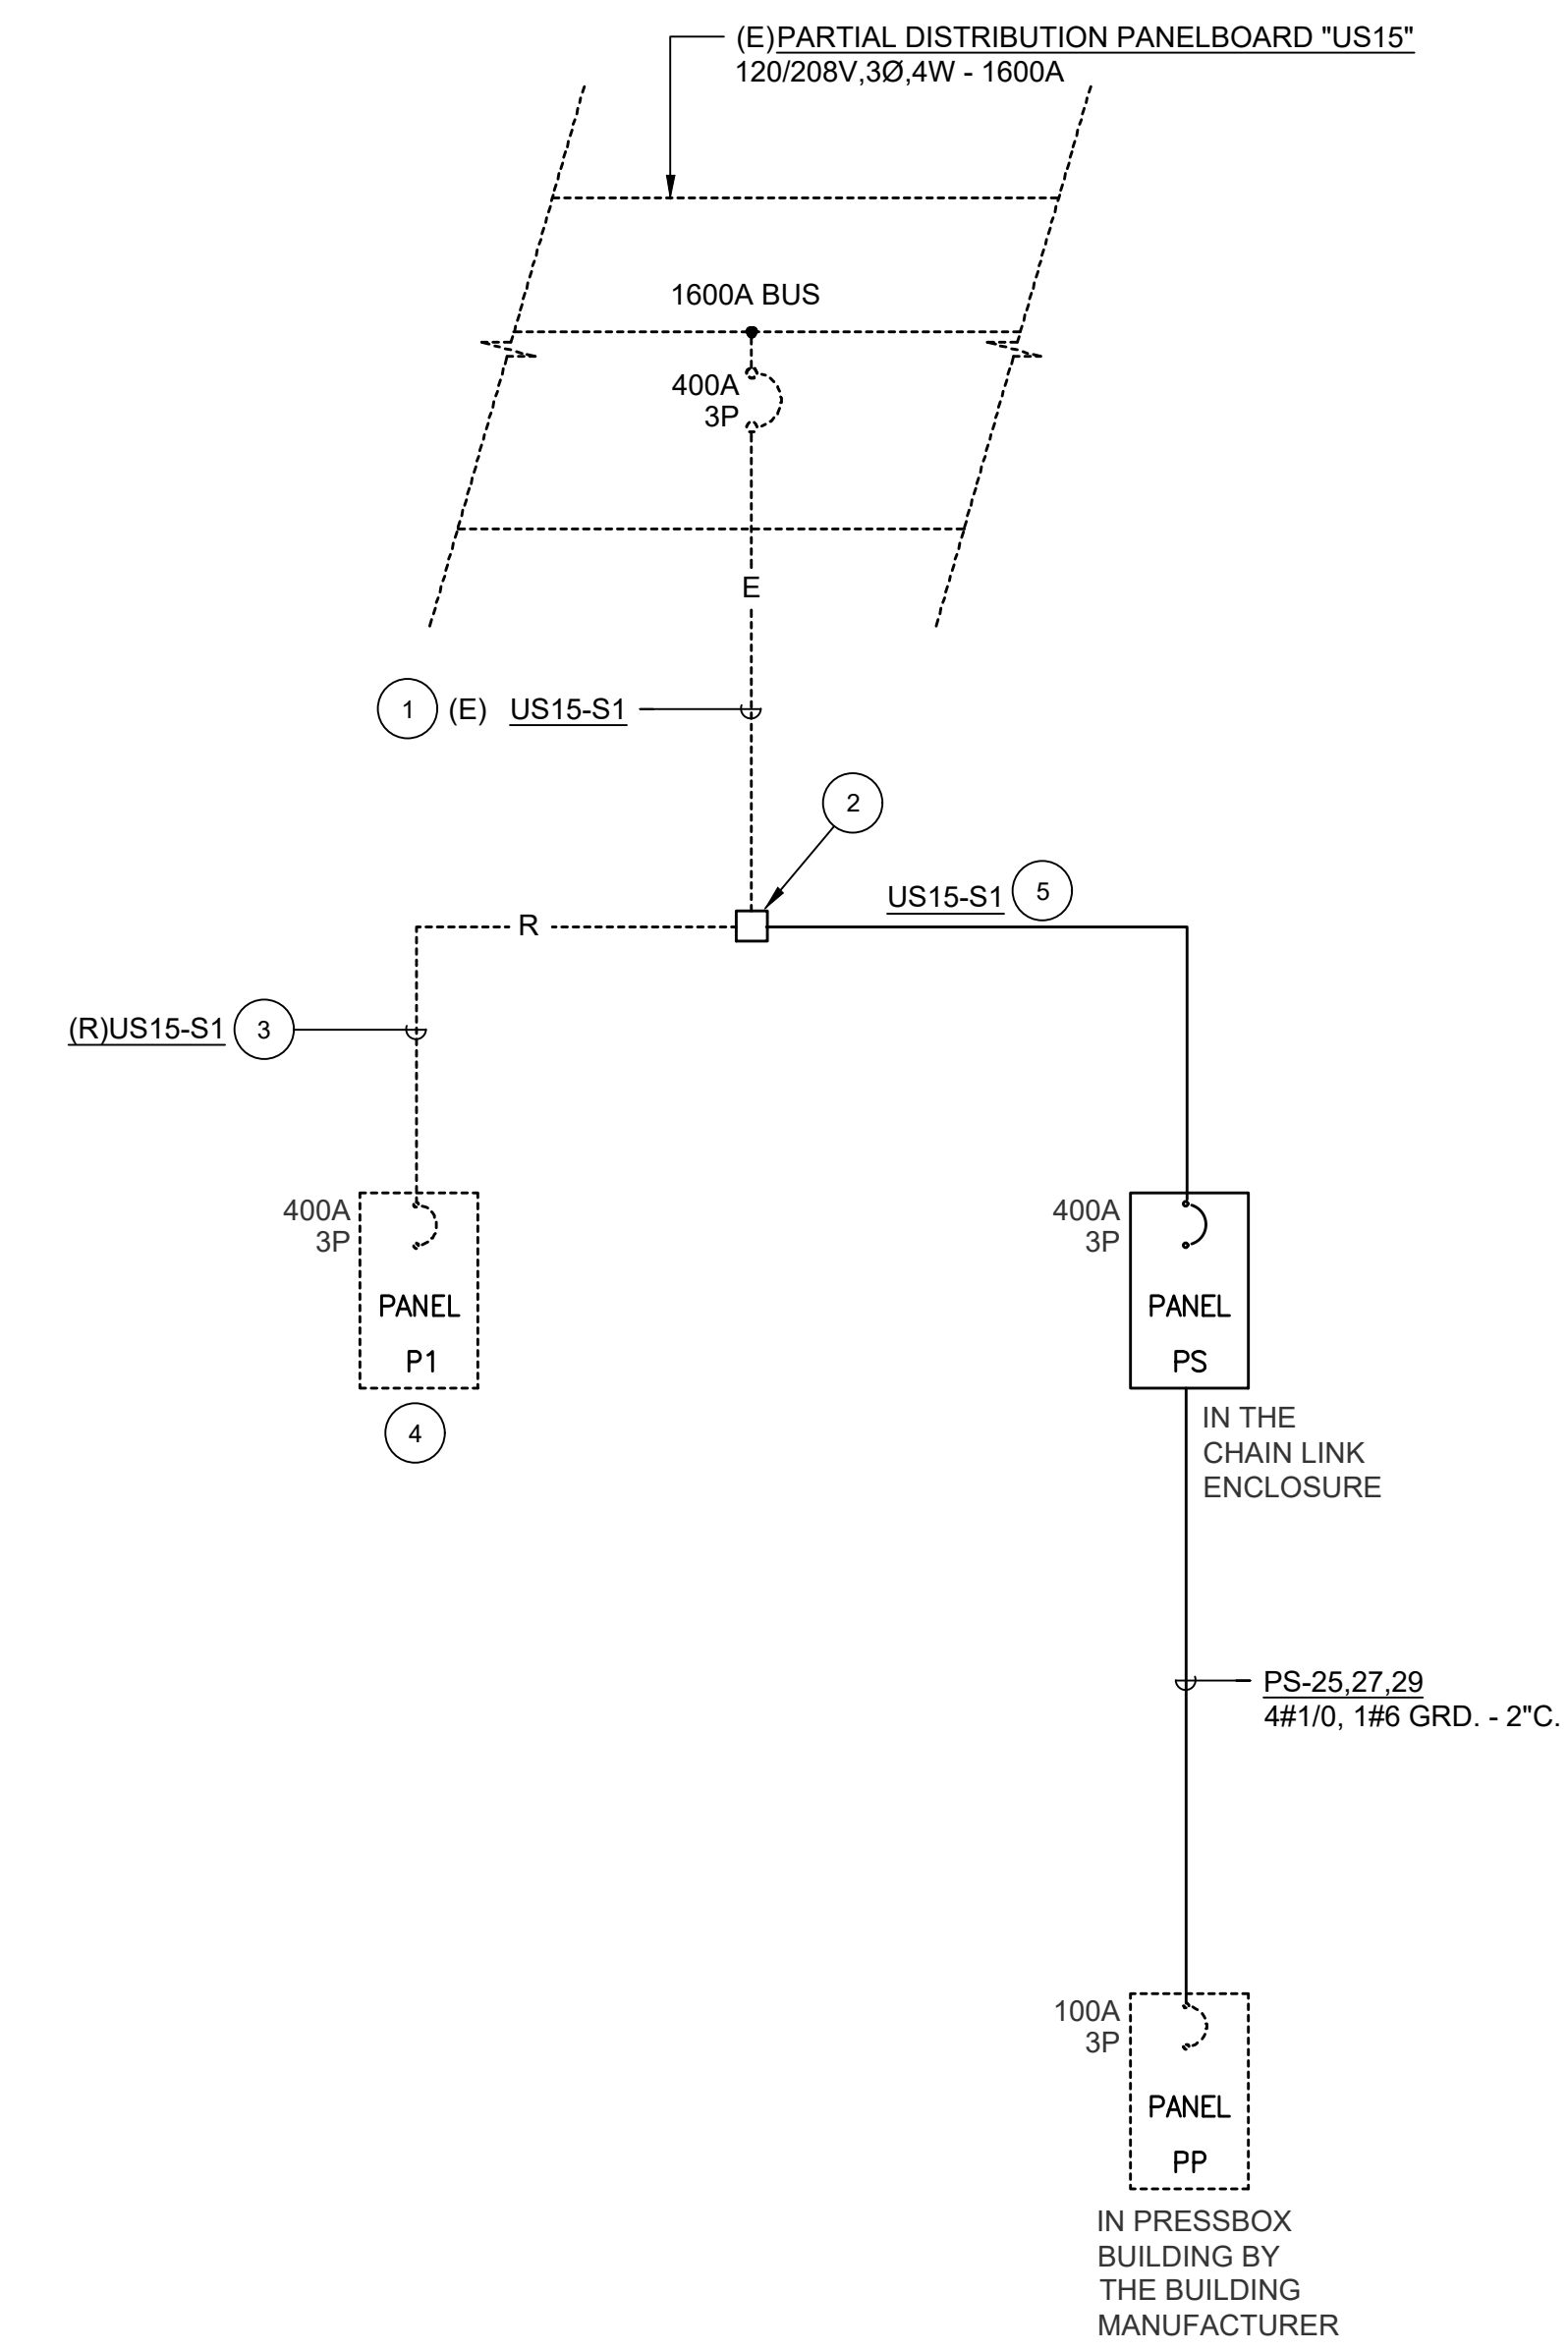 (E)PARTIAL DISTRIBUTION PANELBOARD "US15"
120/208V,3Ø,4W - 1600A
1600A BUS
400A
3P
E
1 (E) US15-S1
2
US15-S1 5
R
(R)US15-S1 3
400A
3P
PANEL
P1
4
400A
3P
PANEL
PS
IN THE
CHAIN LINK
ENCLOSURE
PS-25,27,29
4#1/0, 1#6 GRD. - 2"C.
100A
3P
PANEL
PP
IN PRESSBOX
BUILDING BY
THE BUILDING
MANUFACTURER